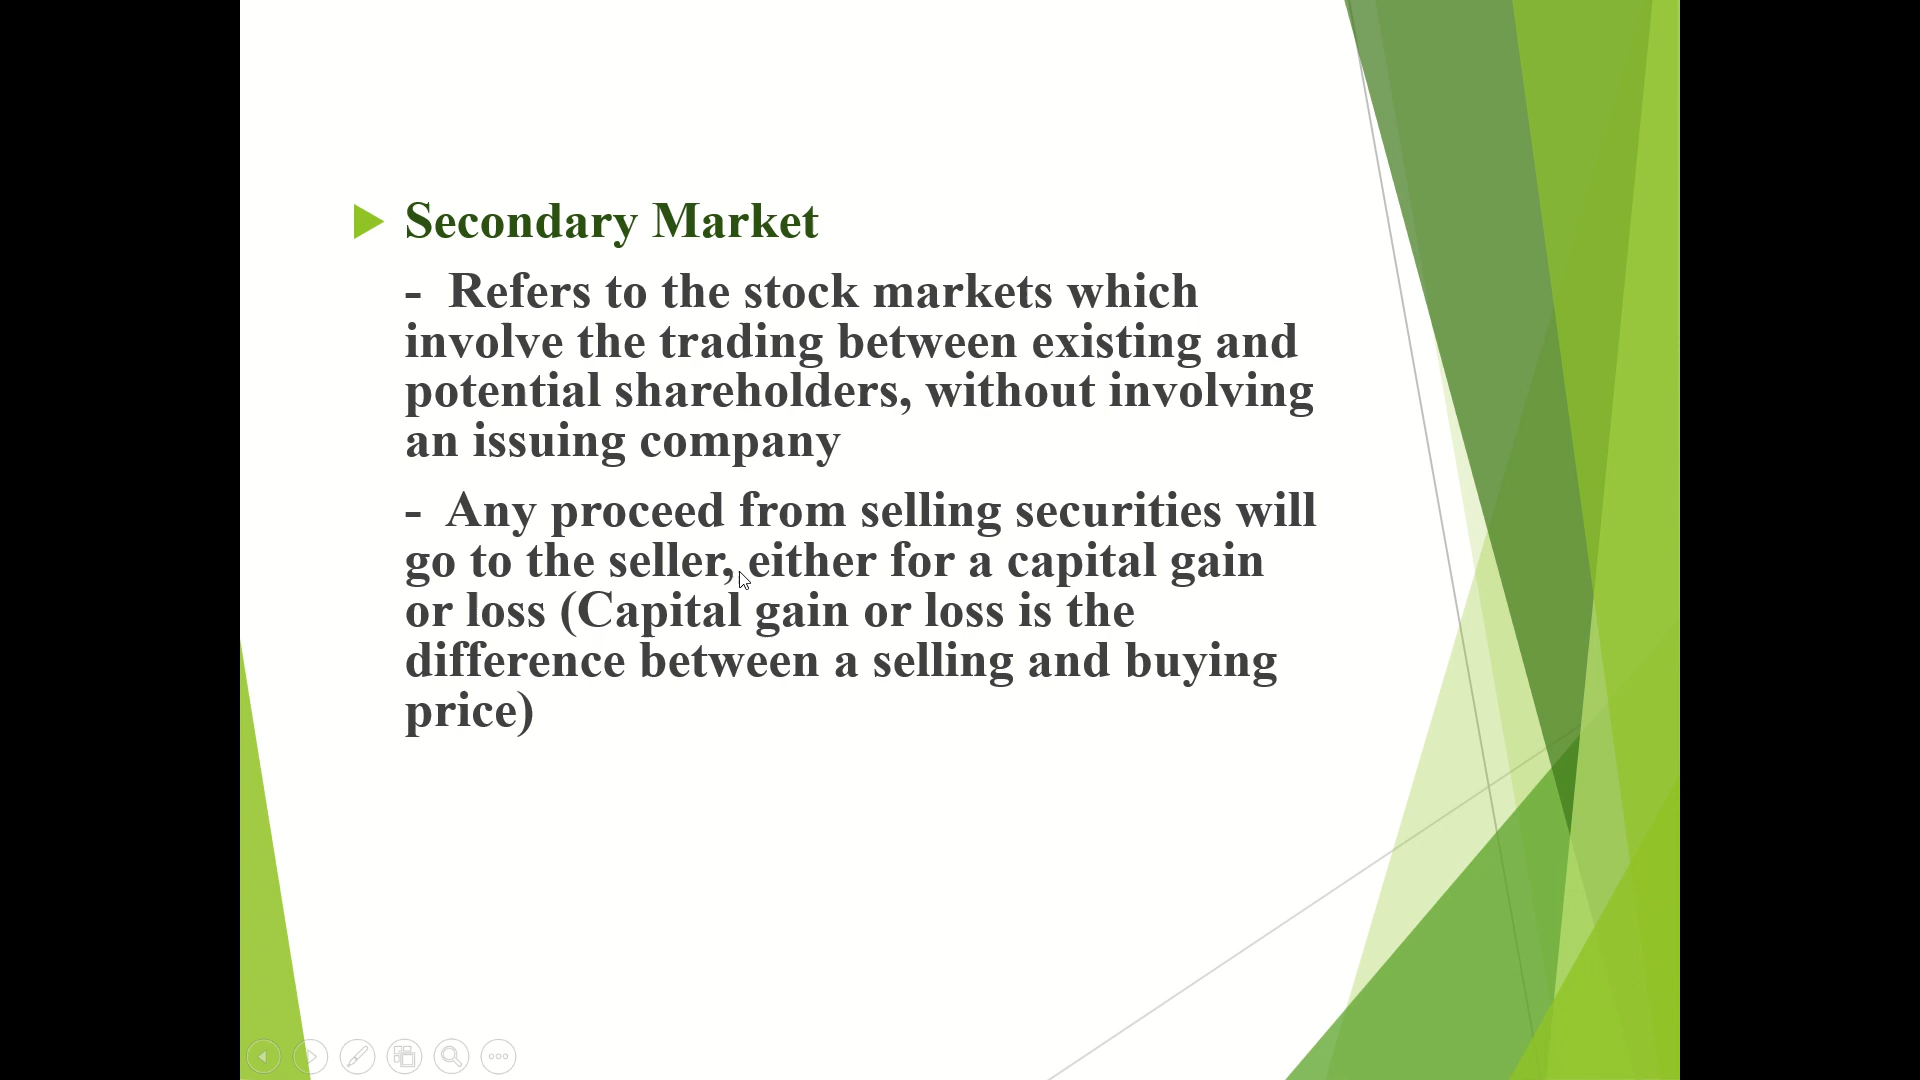 Secondary Market
- Refers to the stock markets which
involve the trading between existing and
potential shareholders, without involving
an issuing company
- Any proceed from selling securities will
go to the seller, either for a capital gain
or loss (Capital gain or loss is the
difference between a selling and buying
price)